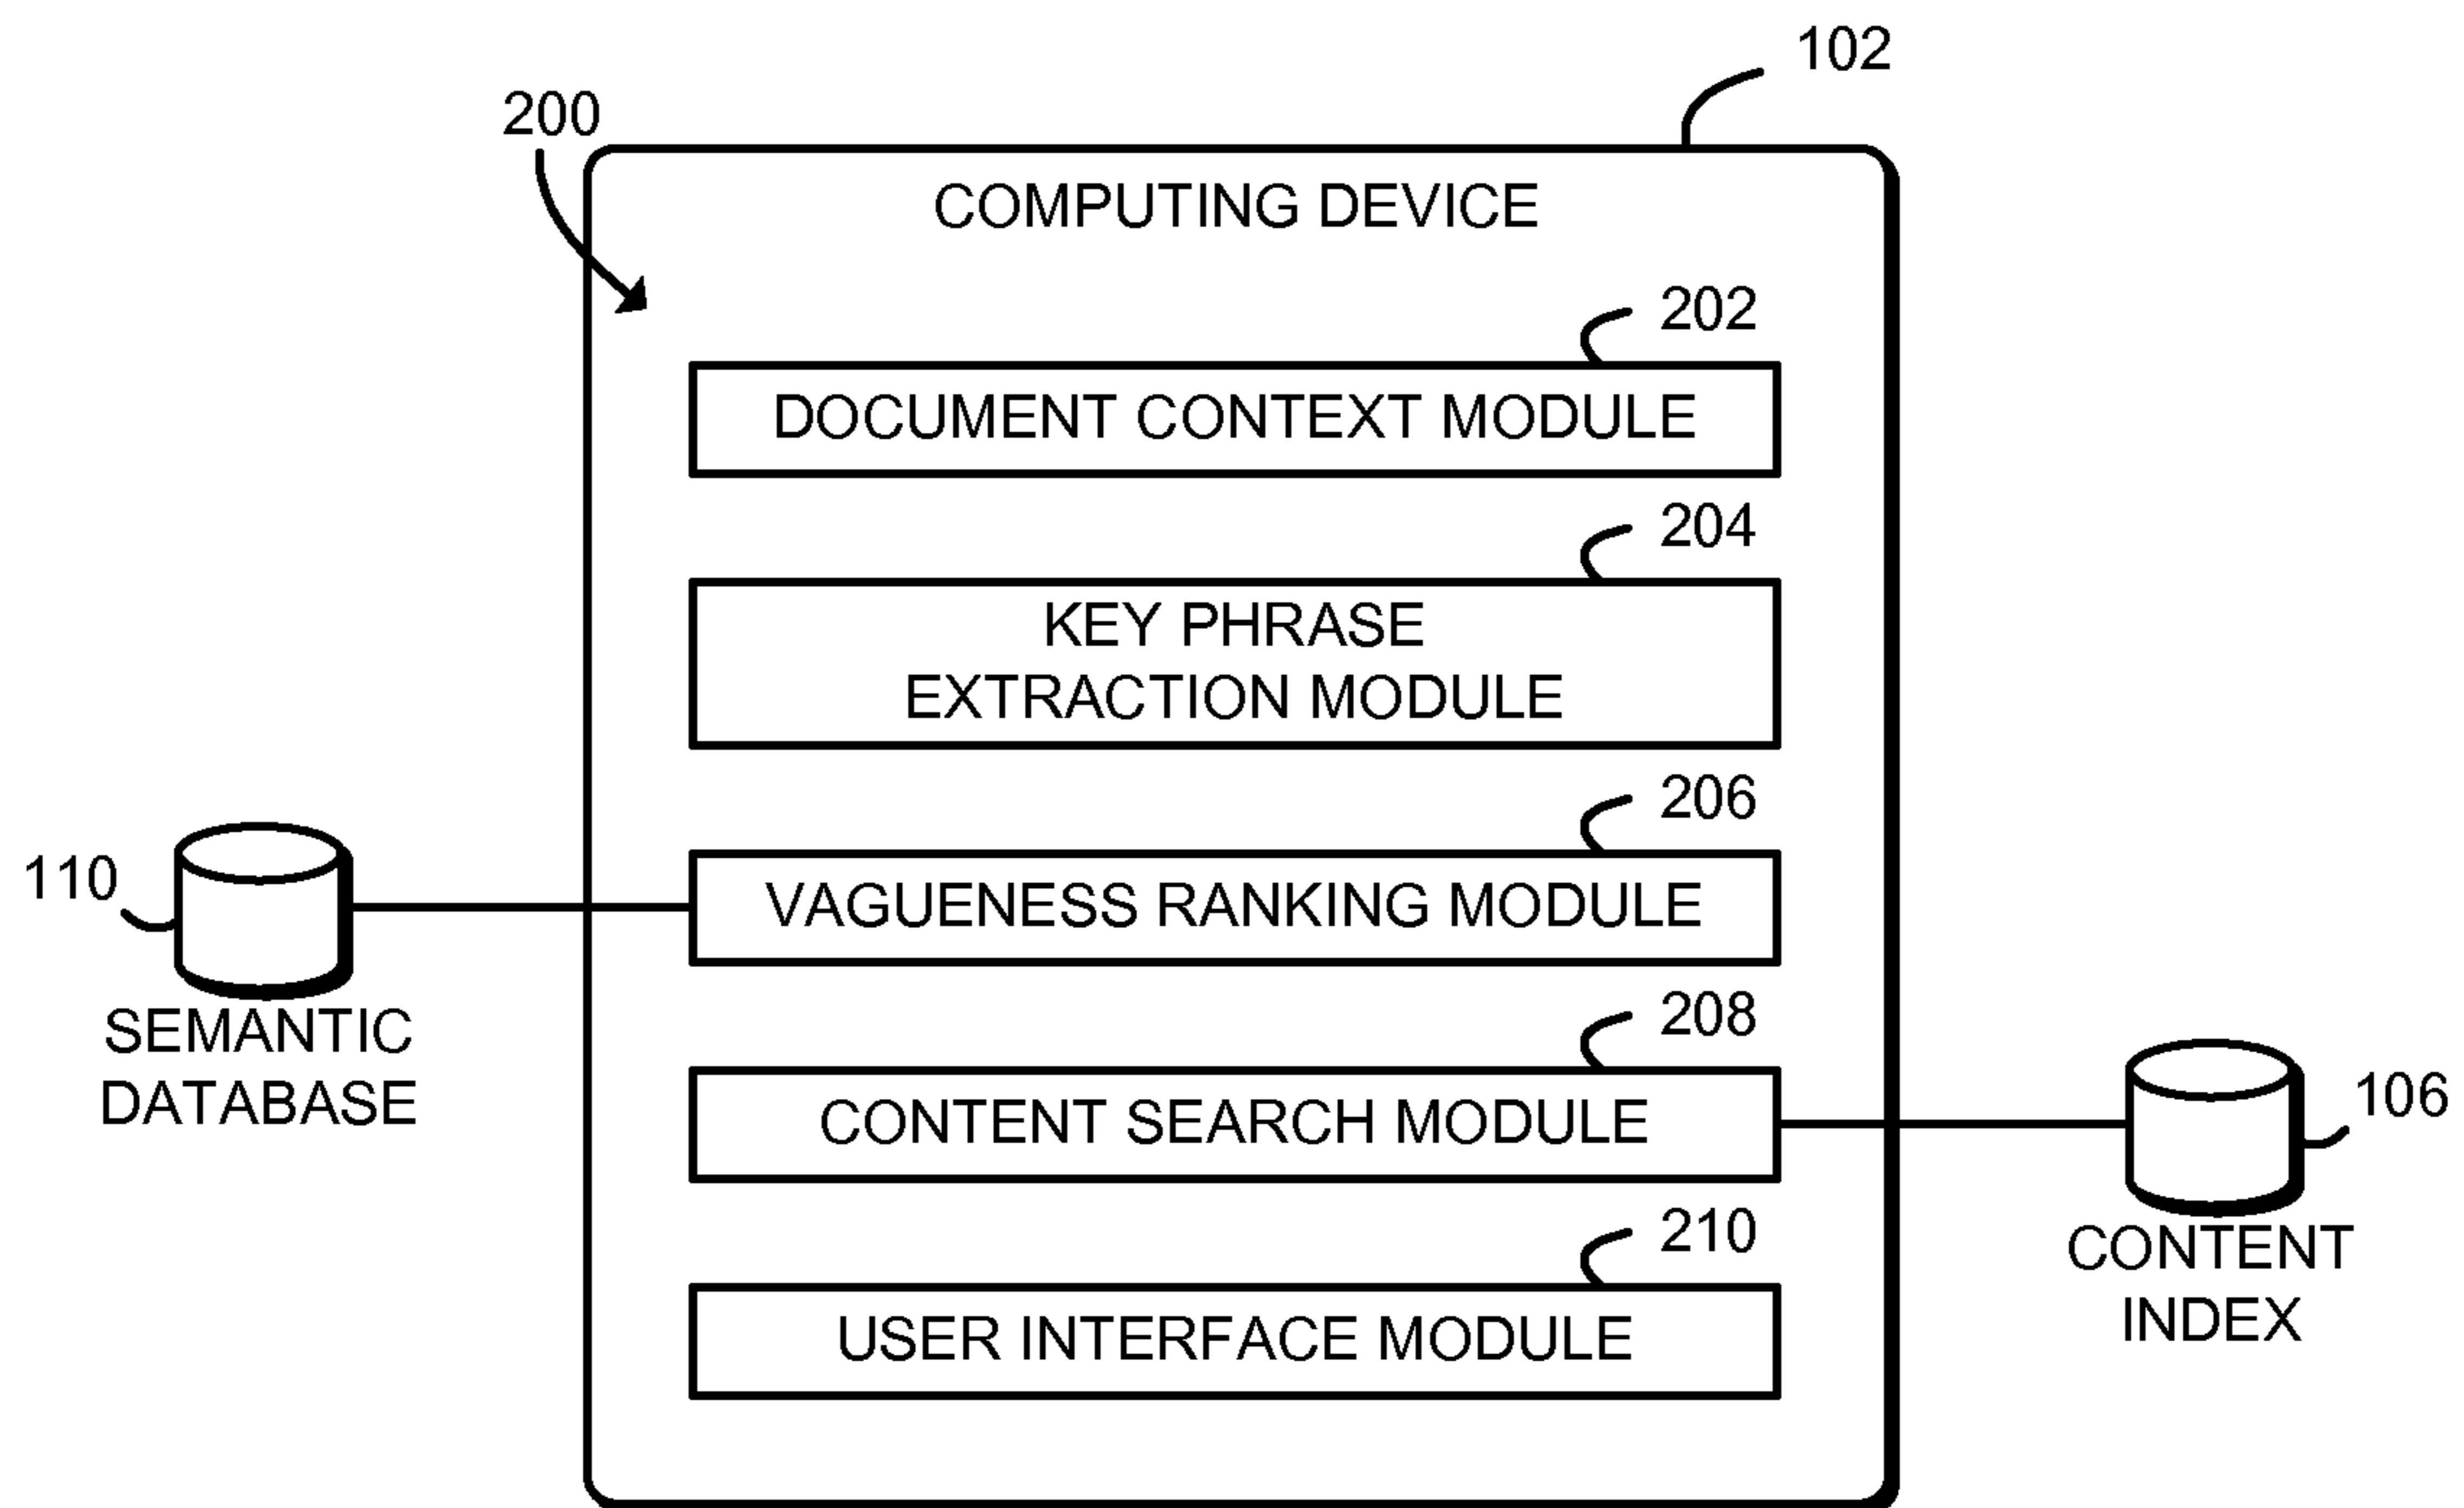 102
200
COMPUTING DEVICE
202
DOCUMENT CONTEXT MODULE
204
KEY PHRASE
EXTRACTION MODULE
206
110
VAGUENESS RANKING MODULE
SEMANTIC
DATABASE
208
CONTENT SEARCH MODULE
106
CONTENT
INDEX
210
USER INTERFACE MODULE